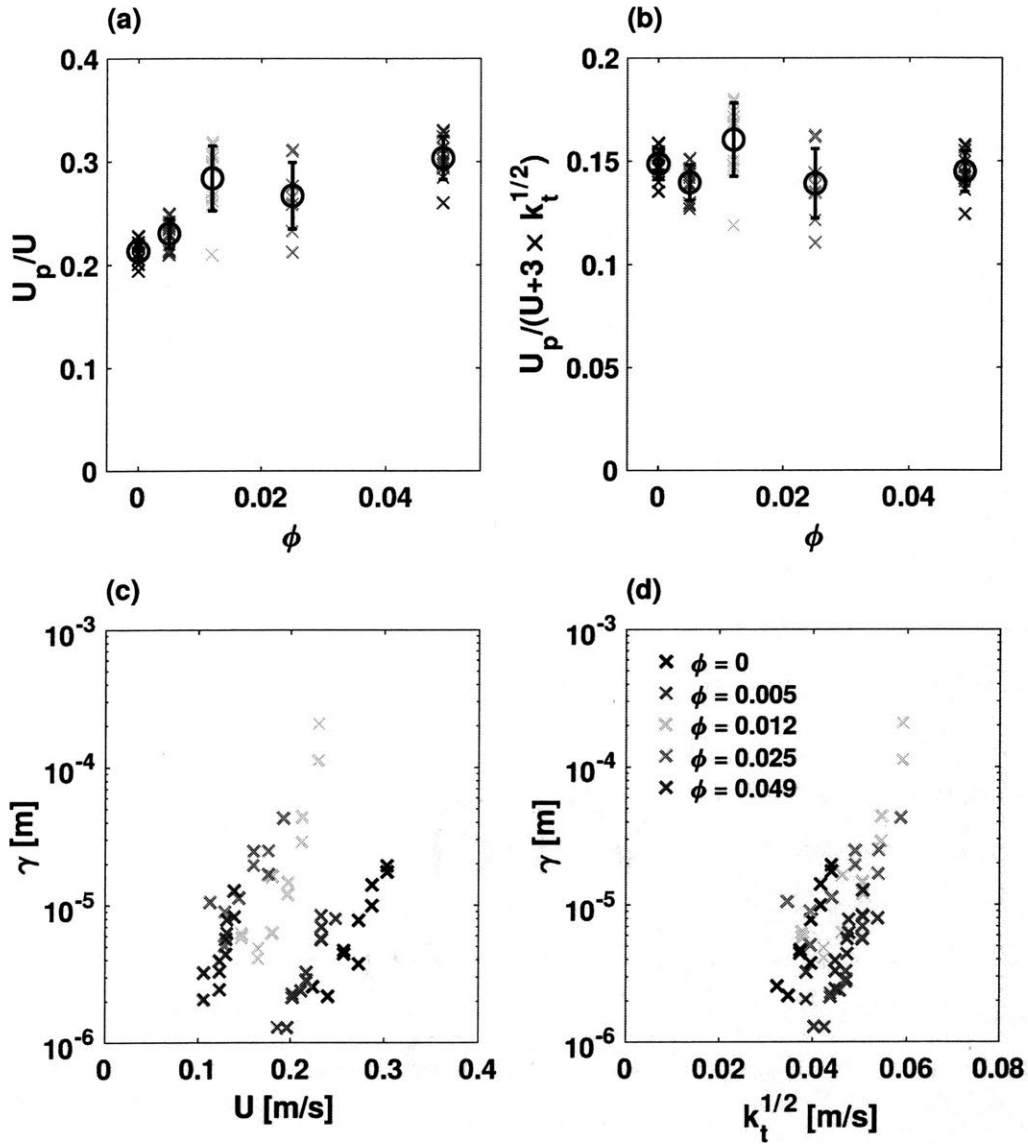 (a)
0.4
0.3
0.2
0.1
0
U_p/U
0 0.02 0.04
ϕ
(b)
0.2
0.15
0.1
0.05
0
U_p/(U+3 × k_t^{1/2})
0 0.02 0.04
ϕ
(c)
10^{-3}
10^{-4}
10^{-5}
10^{-6}
γ [m]
0 0.1 0.2 0.3 0.4
U [m/s]
(d)
10^{-3}
10^{-4}
10^{-5}
10^{-6}
γ [m]
ϕ = 0
ϕ = 0.005
ϕ = 0.012
ϕ = 0.025
ϕ = 0.049
0 0.02 0.04 0.06 0.08
k_t^{1/2} [m/s]